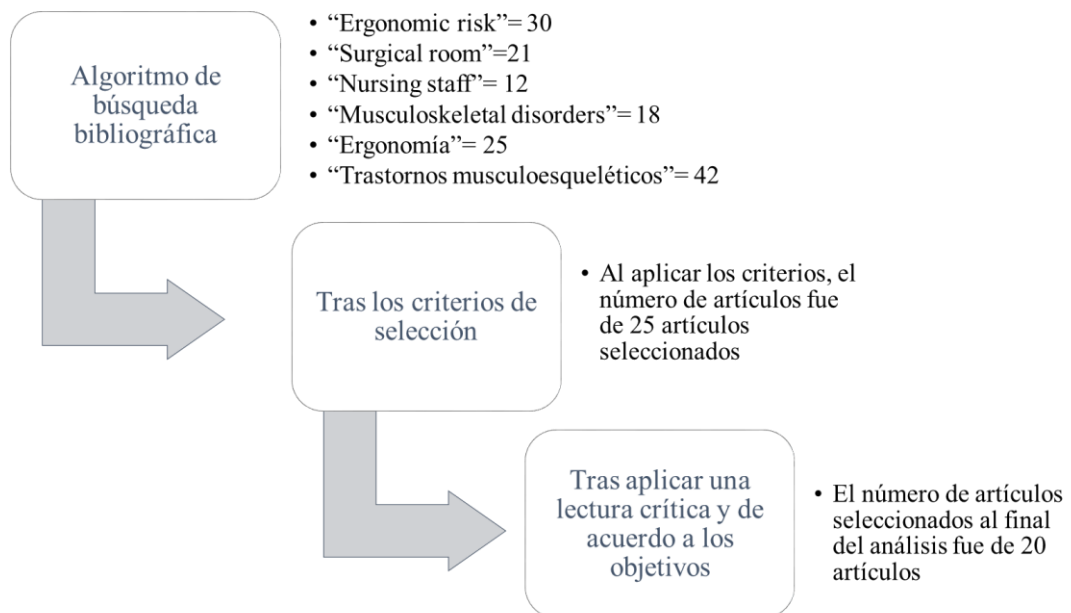 Algoritmo de
búsqueda
bibliográfica
• “Ergonomic risk”= 30
• “Surgical room”=21
• “Nursing staff”= 12
• “Musculoskeletal disorders”= 18
• “Ergonomía”= 25
• “Trastornos musculoesqueléticos”= 42
Tras los criterios de
selección
• Al aplicar los criterios, el
número de artículos fue
de 25 artículos
seleccionados
Tras aplicar una
lectura crítica y de
acuerdo a los
objetivos
• El número de artículos
seleccionados al final
del análisis fue de 20
artículos